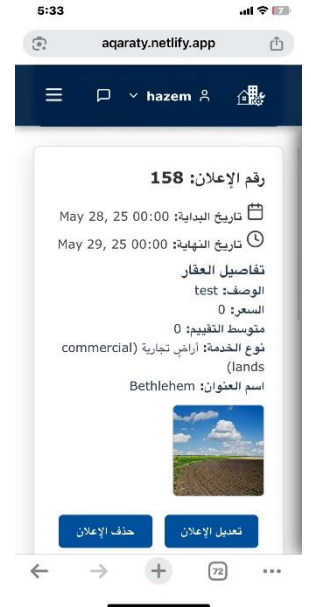 5:33
7
aqaraty.netlify.app
hazem
رقم الإعلان: 158
تاريخ البداية: May 28, 25 00:00
تاريخ النهاية: May 29, 25 00:00
تفاصيل العقار
الوصف: test
السعر: 0
متوسط التقييم: 0
نوع الخدمة: أراضٍ تجارية (commercial
lands)
اسم العنوان: Bethlehem
تعديل الإعلان
حذف الإعلان
72